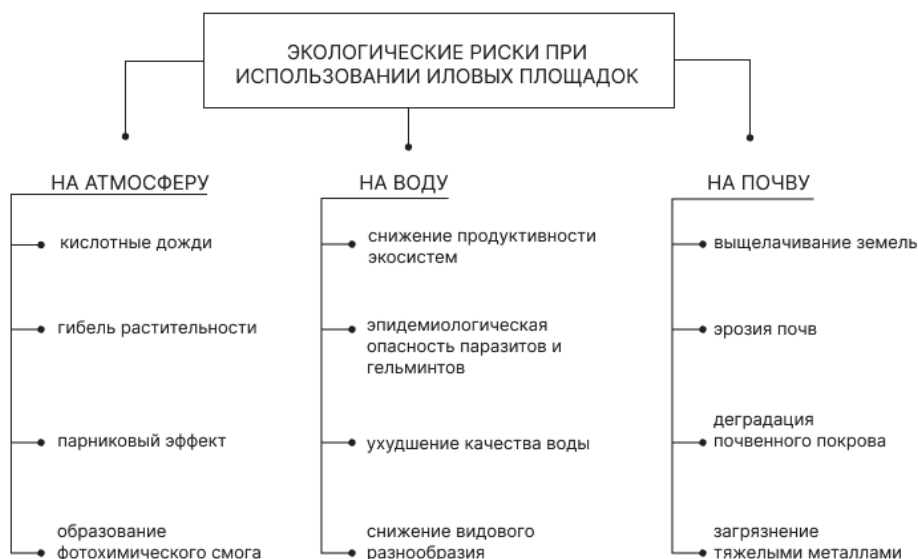 ЭКОЛОГИЧЕСКИЕ РИСКИ ПРИ
ИСПОЛЬЗОВАНИИ ИЛОВЫХ ПЛОЩАДОК
НА АТМОСФЕРУ
кислотные дожди
гибель растительности
парниковый эффект
образование
фотохимического смога
НА ВОДУ
снижение продуктивности
экосистем
эпидемиологическая
опасность паразитов и
гельминтов
ухудшение качества воды
снижение видового
разнообразия
НА ПОЧВУ
выщелачивание земель
эрозия почв
деградация
почвенного покрова
загрязнение
тяжелыми металлами